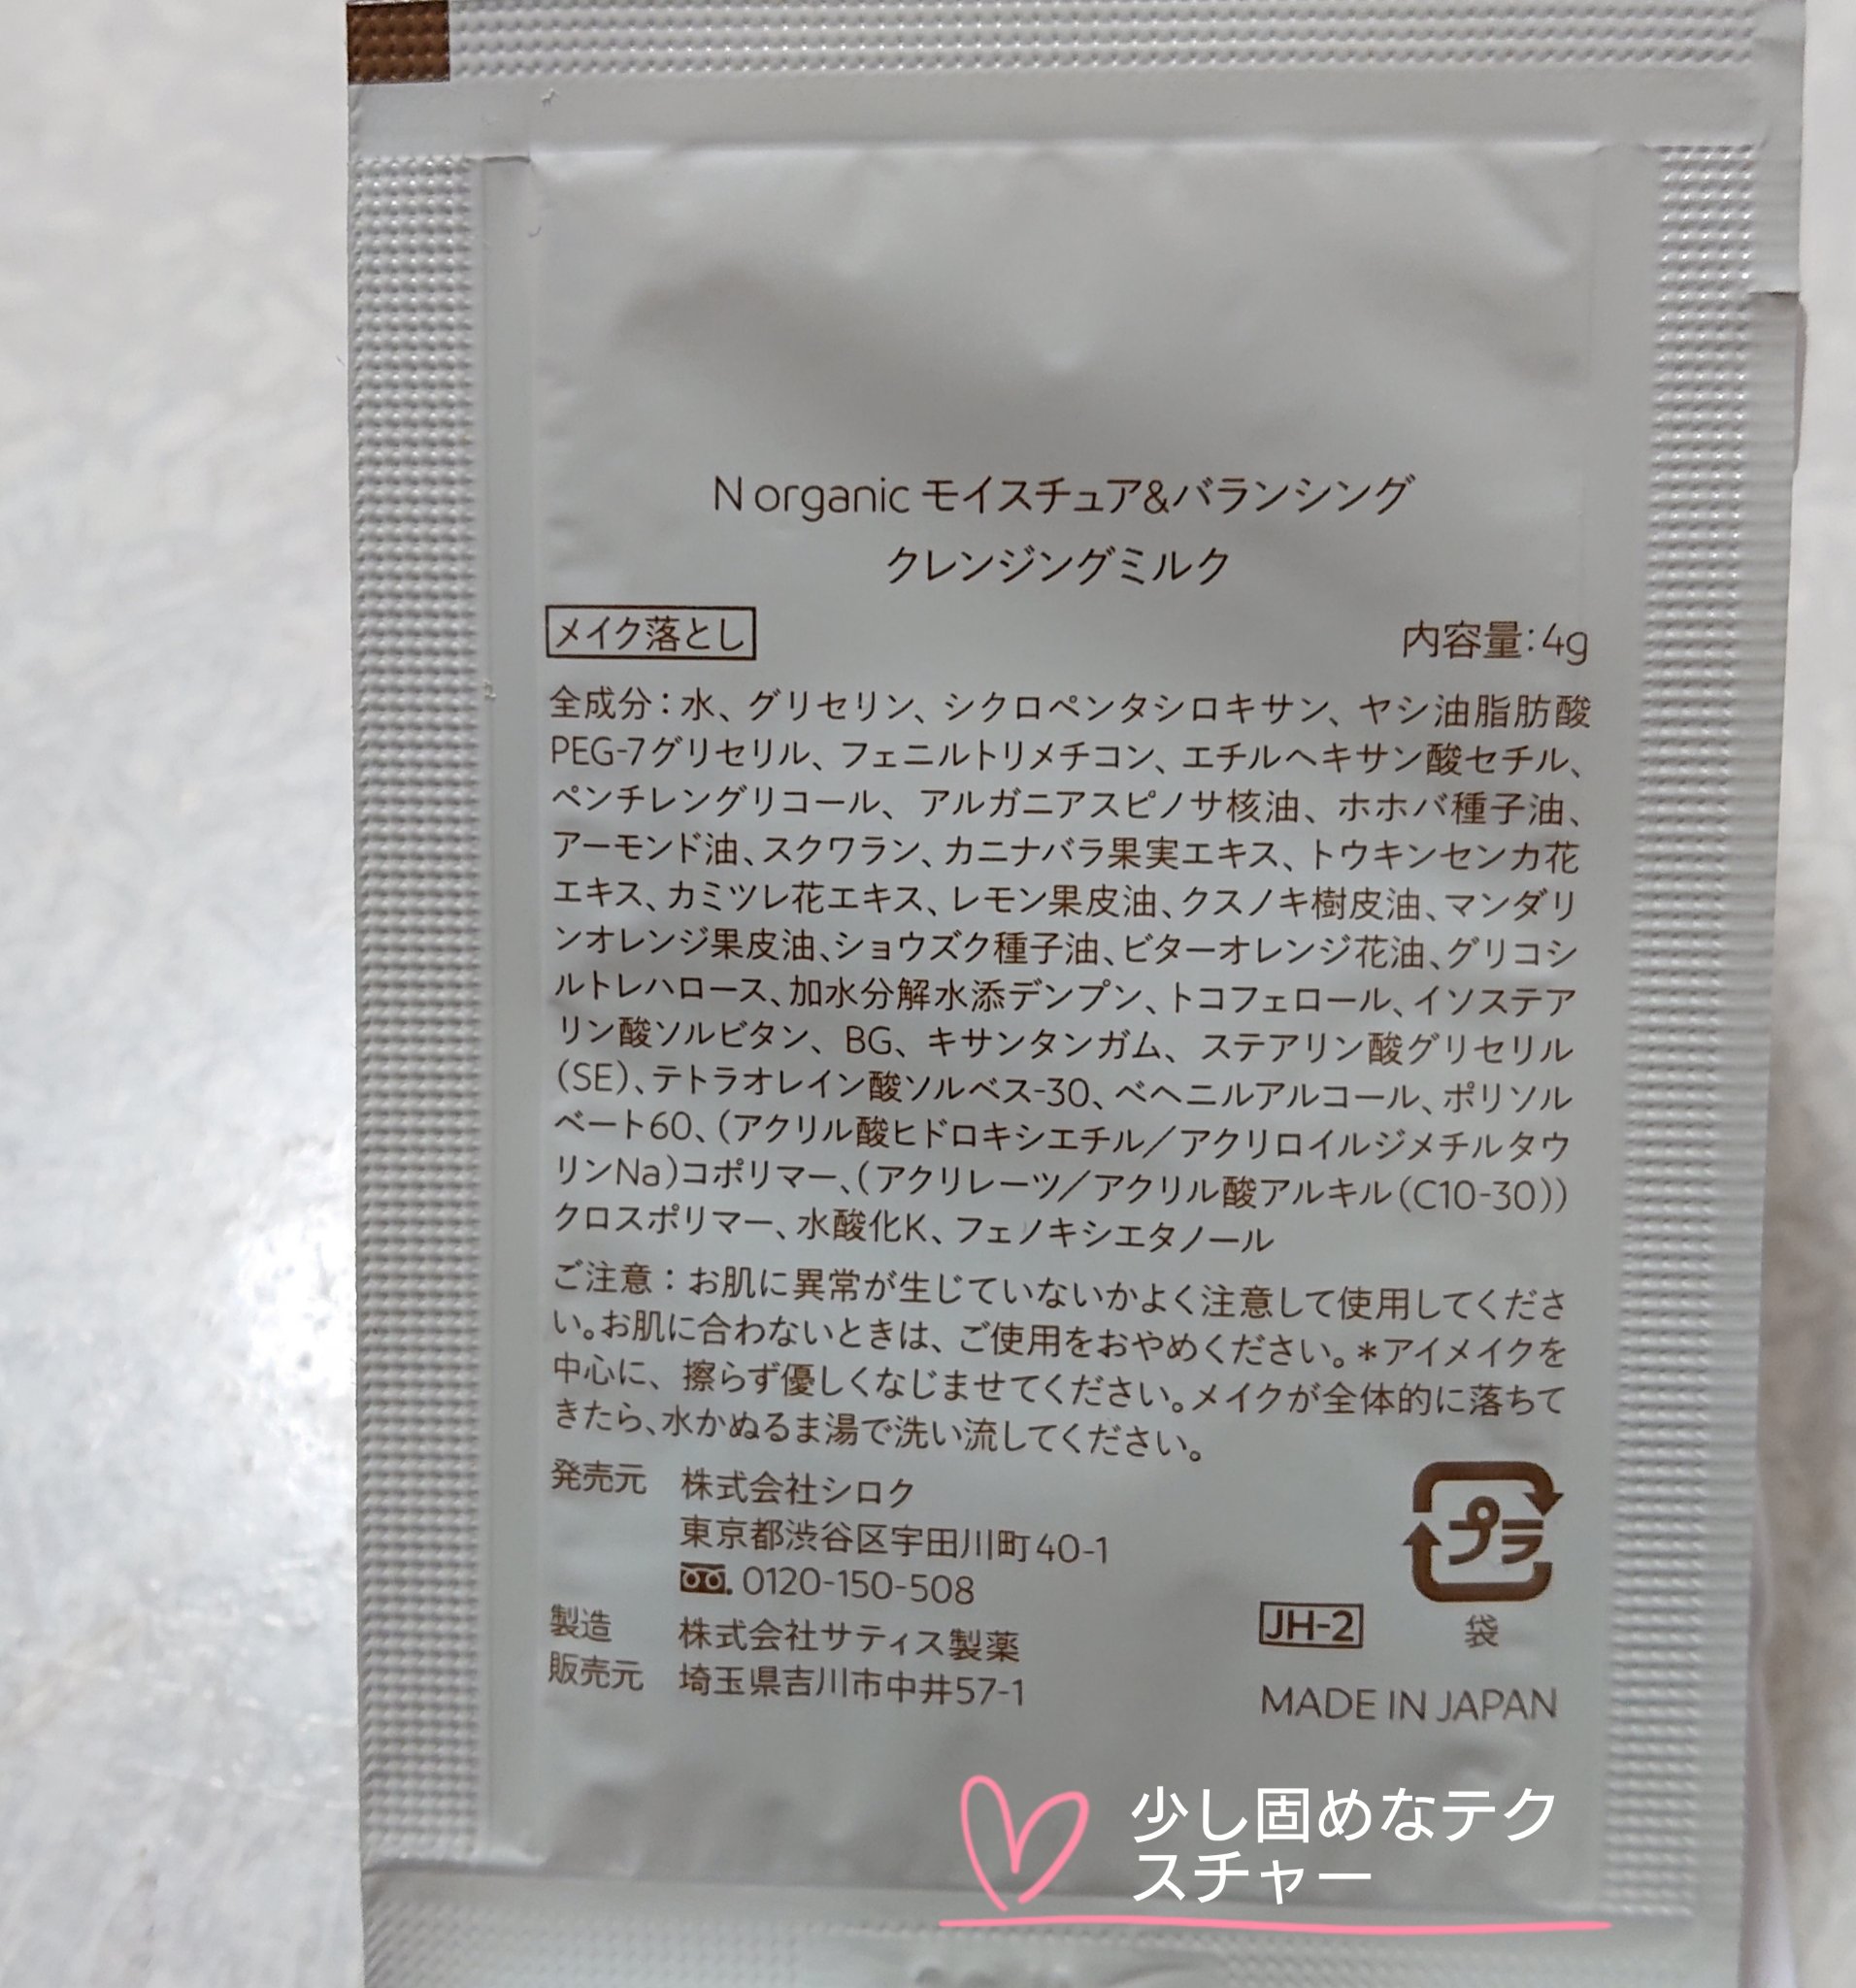 N organic モイスチュア&バランシング
クレンジングミルク
メイク落とし
内容量:4g
全成分：水、グリセリン、シクロペンタシロキサン、ヤシ油脂肪酸
PEG-7グリセリル、フェニルトリメチコン、エチルヘキサン酸セチル、
ペンチレングリコール、アルガニアスピノサ核油、ホホバ種子油、
アーモンド油、スクワラン、カニナバラ果実エキス、トウキンセンカ花
エキス、カミツレ花エキス、レモン果皮油、クスノキ樹皮油、マンダリ
ンオレンジ果皮油、ショウズク種子油、ビターオレンジ花油、グリコシ
ルトレハロース、加水分解水添デンプン、トコフェロール、イソステア
リン酸ソルビタン、BG、キサンタンガム、ステアリン酸グリセリル
(SE)、テトラオレイン酸ソルベス-30、ベヘニルアルコール、ポリソル
ベート60、(アクリル酸ヒドロキシエチル／アクリロイルジメチルタウ
リンNa)コポリマー、(アクリレーツ／アクリル酸アルキル(C10-30))
クロスポリマー、水酸化K、フェノキシエタノール
ご注意：お肌に異常が生じていないかよく注意して使用してくださ
い。お肌に合わないときは、ご使用をおやめください。＊アイメイクを
中心に、擦らず優しくなじませてください。メイクが全体的に落ちて
きたら、水かぬるま湯で洗い流してください。
発売元 株式会社シロク
東京都渋谷区宇田川町40-1
0120-150-508
製造 株式会社サティス製薬
販売元 埼玉県吉川市中井57-1
プラ
JH-2
袋
MADE IN JAPAN
少し固めなテク
スチャー